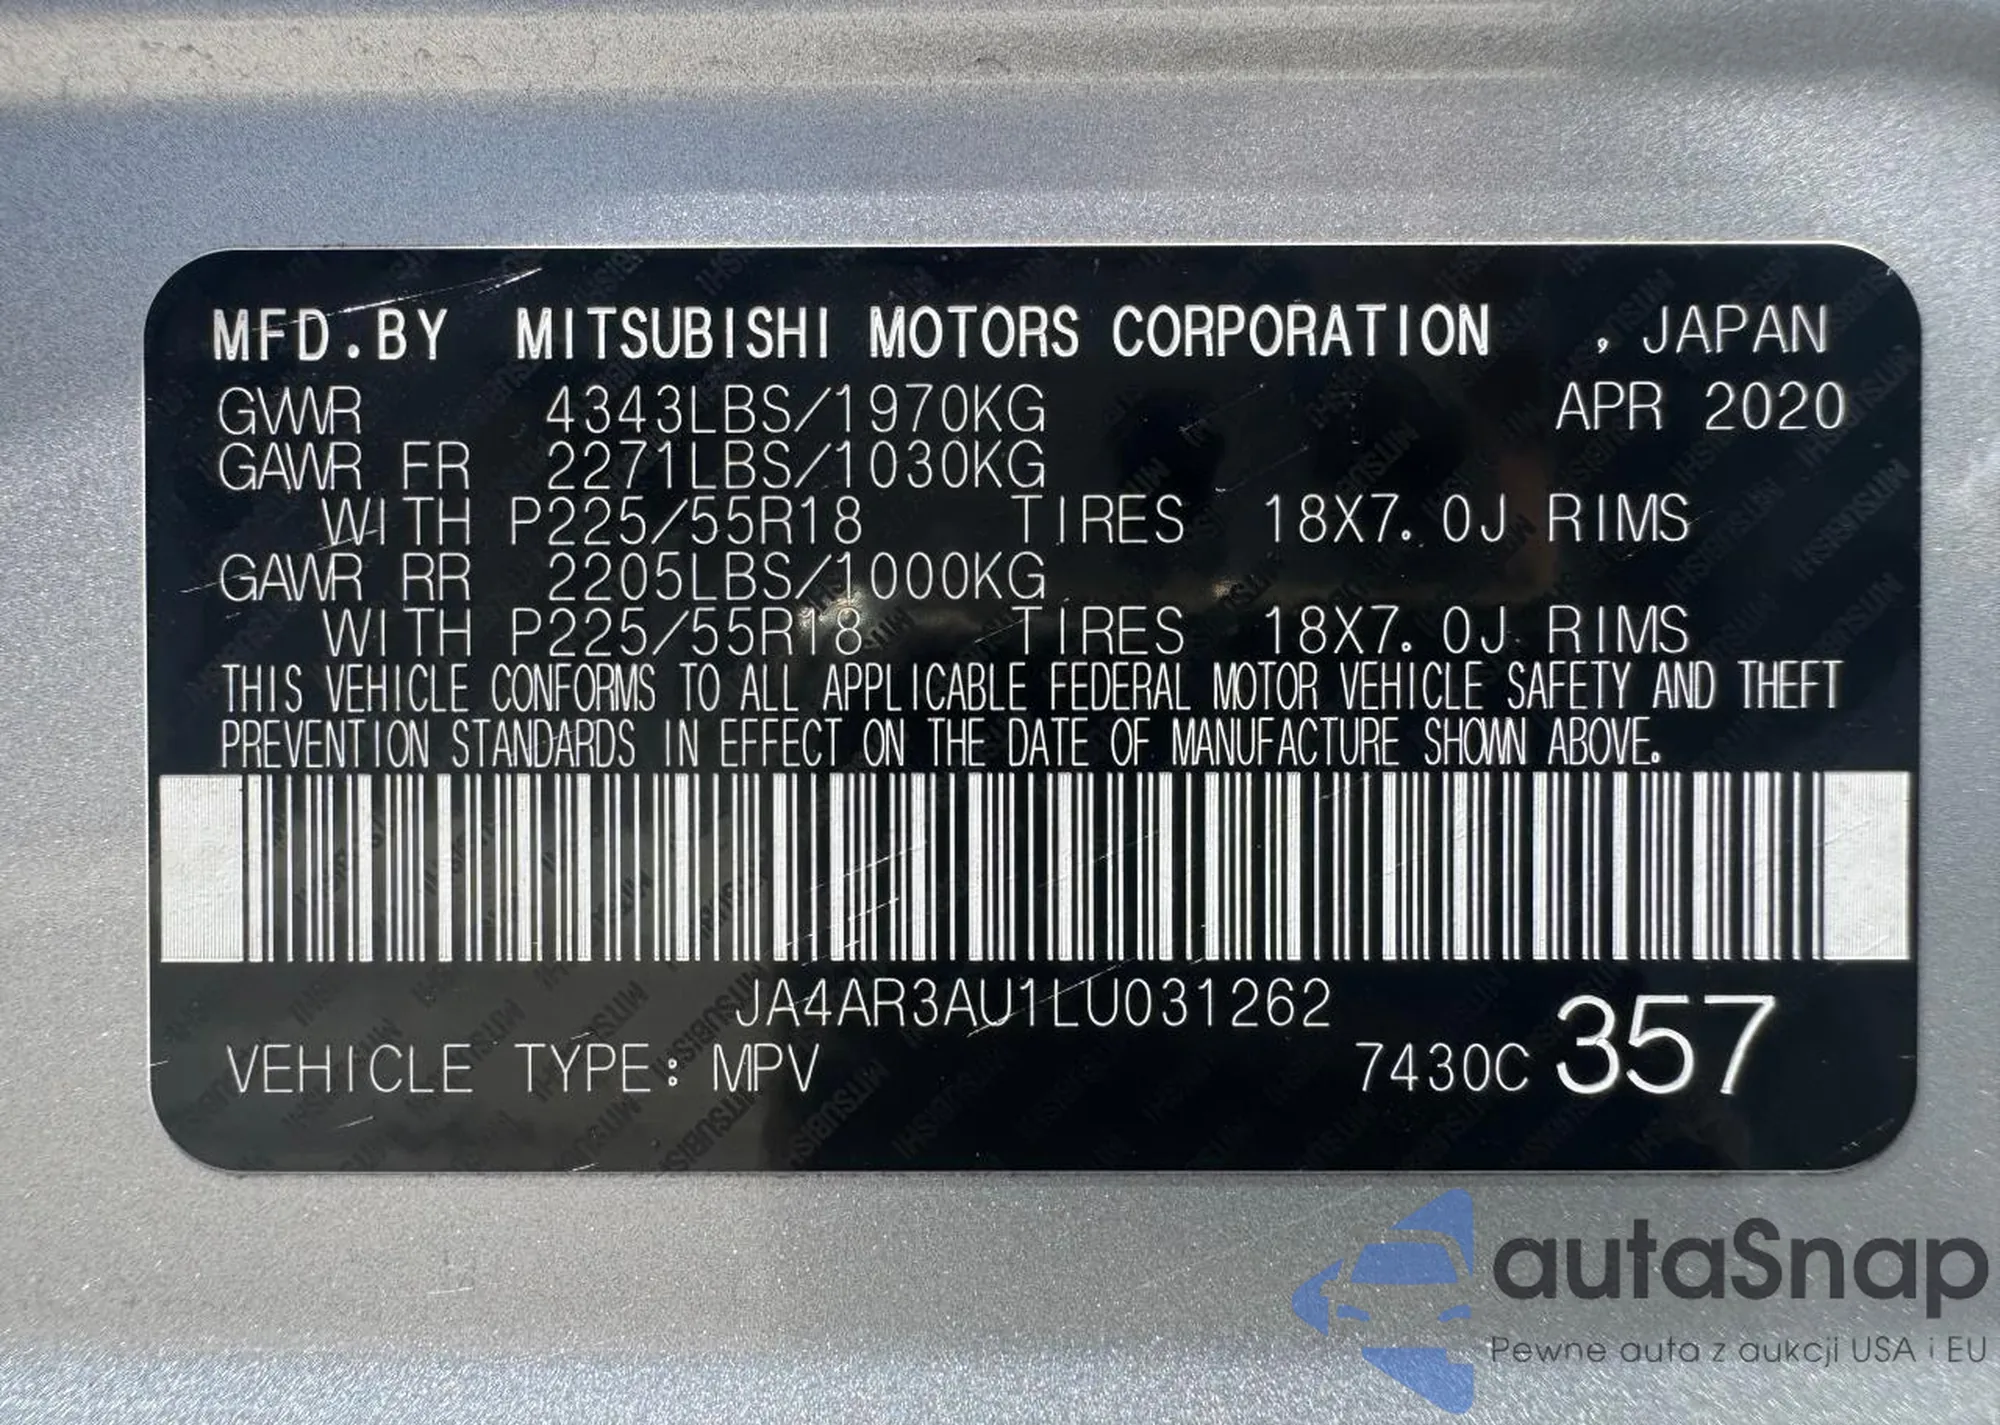 MFD.BY MITSUBISHI MOTORS CORPORATION , JAPAN
GVWR 4343LBS/1970KG APR 2020
GAWR FR 2271LBS/1030KG
WITH P225/55R18 TIRES 18X7.0J RIMS
GAWR RR 2205LBS/1000KG
WITH P225/55R18 TIRES 18X7.0J RIMS
THIS VEHICLE CONFORMS TO ALL APPLICABLE FEDERAL MOTOR VEHICLE SAFETY AND THEFT
PREVENTION STANDARDS IN EFFECT ON THE DATE OF MANUFACTURE SHOWN ABOVE.
JA4AR3AU1LU031262
VEHICLE TYPE: MPV 7430C 357
autaSnap
Pewne auta z aukcji USA i EU